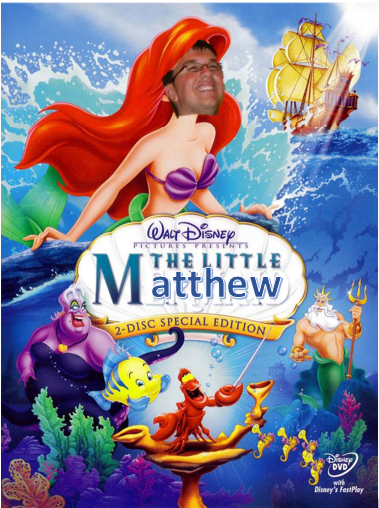 WALT DISNEY
PICTURES PRESENTS
THE LITTLE
Matthew
2-DISC SPECIAL EDITION
Disney
DVD
with
Disney's FastPlay